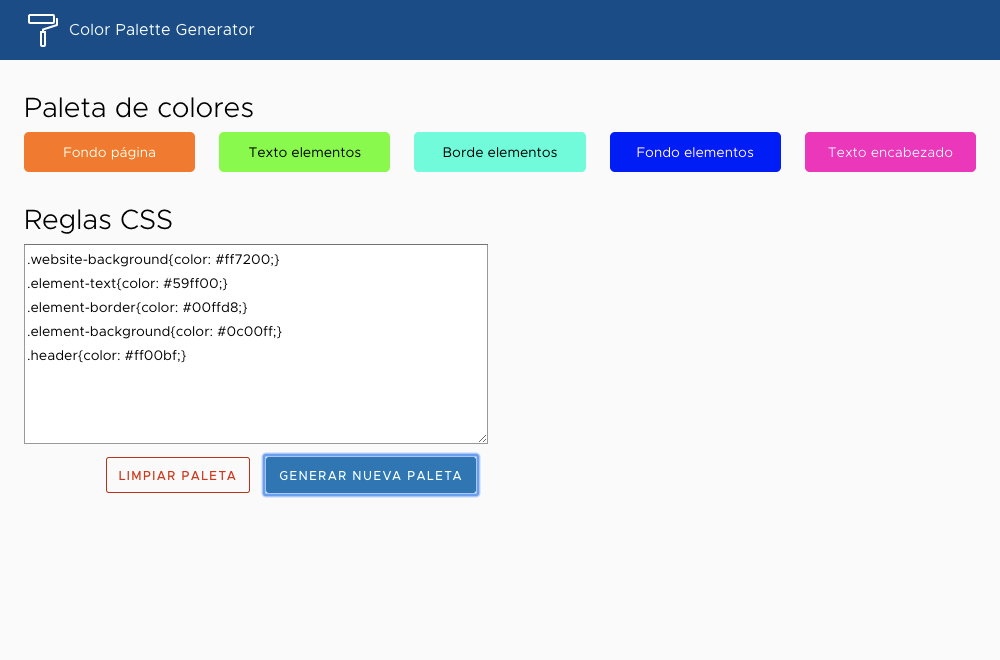 Color Palette Generator
Paleta de colores
Fondo página
Texto elementos
Borde elementos
Fondo elementos
Texto encabezado
Reglas CSS
.website-background{color: #ff7200;}
.element-text{color: #59ff00;}
.element-border{color: #00ffd8;}
.element-background{color: #0c00ff;}
.header{color: #ff00bf;}
LIMPIAR PALETA
GENERAR NUEVA PALETA